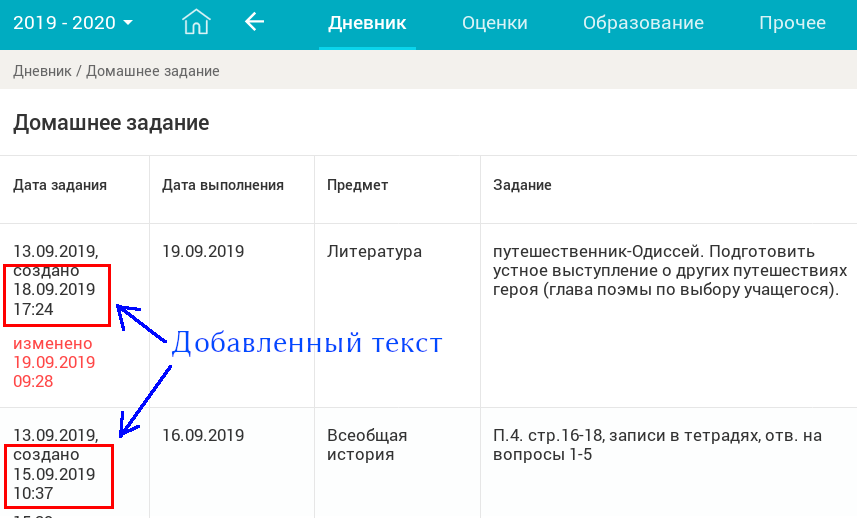 2019 - 2020 Дневник Оценки Образование Прочее
Дневник / Домашнее задание
Домашнее задание
Дата задания Дата выполнения Предмет Задание
13.09.2019, 19.09.2019 Литература путешественник-Одиссей. Подготовить
создано устное выступление о других путешествиях
18.09.2019 героя (глава поэмы по выбору учащегося).
17:24
изменено
Добавленный текст
19.09.2019
09:28
13.09.2019, 16.09.2019 Всеобщая П.4. стр.16-18, записи в тетрадях, отв. на
создано история вопросы 1-5
15.09.2019
10:37